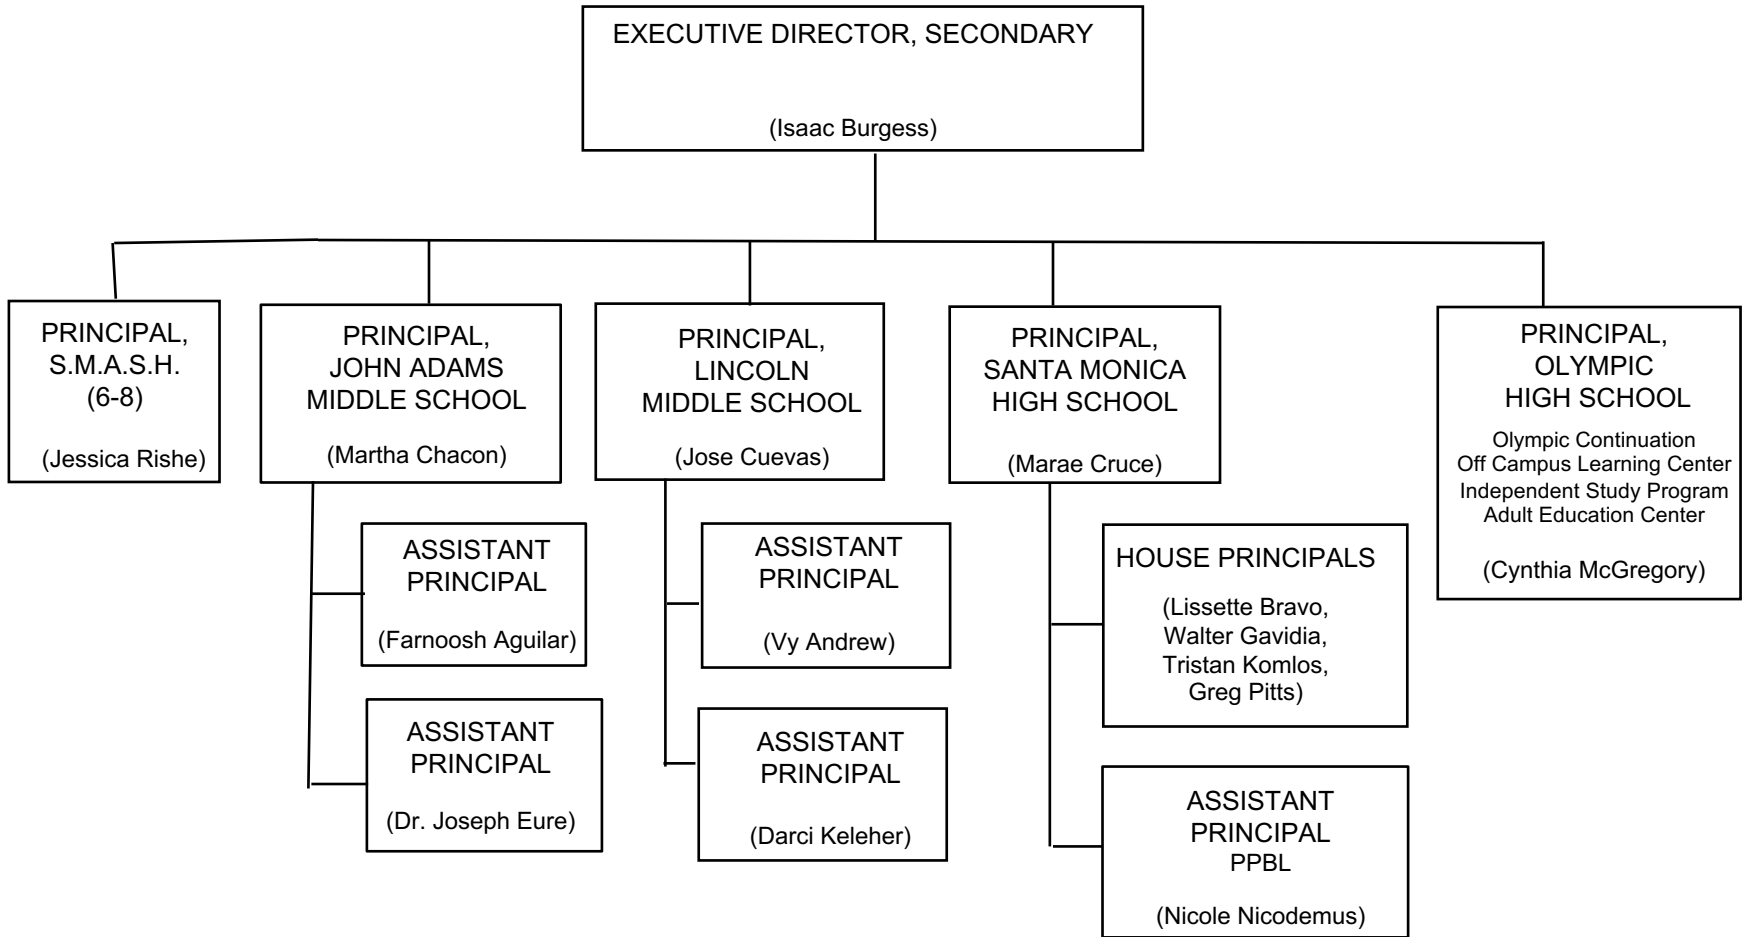 EXECUTIVE DIRECTOR, SECONDARY
(Isaac Burgess)
PRINCIPAL,
S.M.A.S.H.
(6-8)
(Jessica Rishe)
PRINCIPAL,
JOHN ADAMS
MIDDLE SCHOOL
(Martha Chacon)
PRINCIPAL,
LINCOLN
MIDDLE SCHOOL
(Jose Cuevas)
PRINCIPAL,
SANTA MONICA
HIGH SCHOOL
(Marae Cruce)
PRINCIPAL,
OLYMPIC
HIGH SCHOOL
Olympic Continuation
Off Campus Learning Center
Independent Study Program
Adult Education Center
(Cynthia McGregory)
ASSISTANT
PRINCIPAL
(Farnoosh Aguilar)
ASSISTANT
PRINCIPAL
(Dr. Joseph Eure)
ASSISTANT
PRINCIPAL
(Vy Andrew)
ASSISTANT
PRINCIPAL
(Darci Keleher)
HOUSE PRINCIPALS
(Lissette Bravo,
Walter Gavidia,
Tristan Komlos,
Greg Pitts)
ASSISTANT
PRINCIPAL
PPBL
(Nicole Nicodemus)